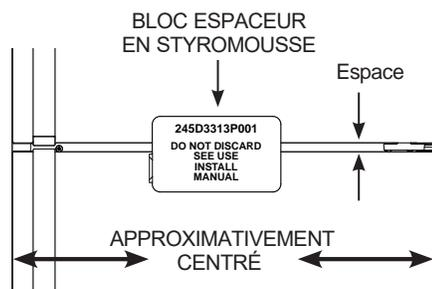 BLOC ESPACEUR
EN STYROMOUSSE
Espace
245D3313P001
DO NOT DISCARD
SEE USE
INSTALL
MANUAL
APPROXIMATIVEMENT
CENTRÉ